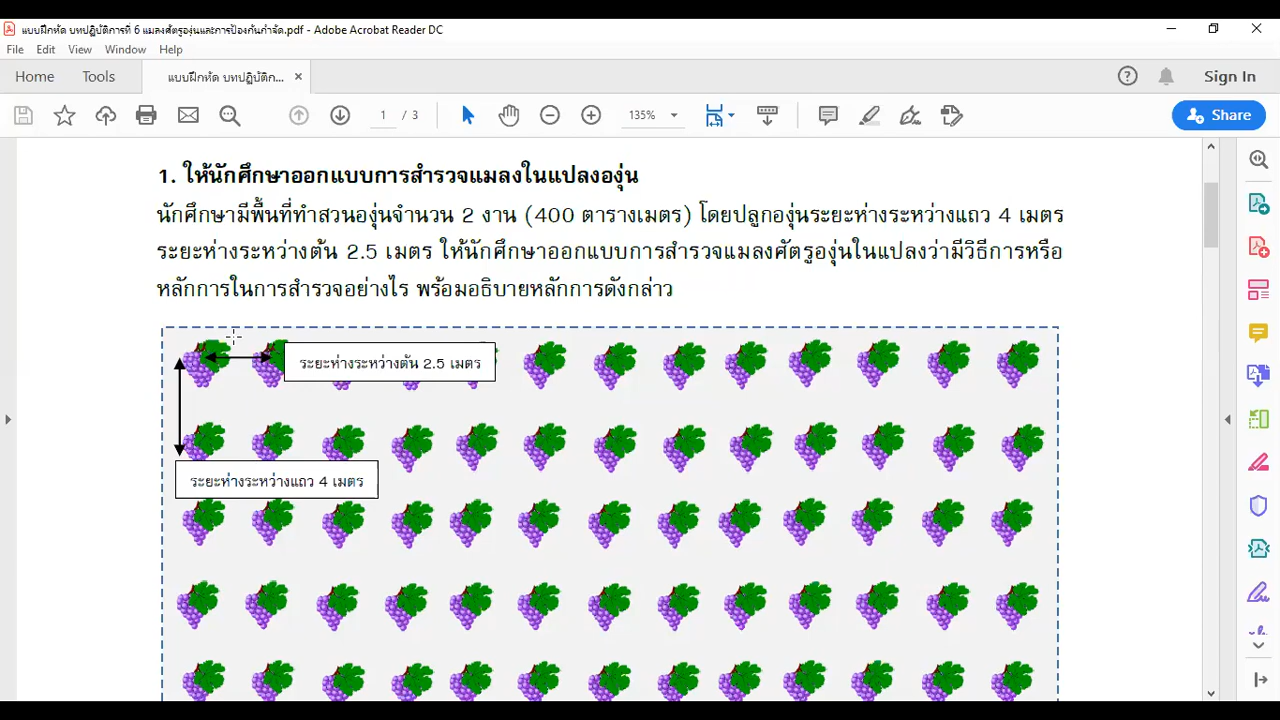 แบบฝึกหัด บทปฏิบัติการที่ 6 แมลงศัตรูองุ่นและการป้องกันกำจัด.pdf - Adobe Acrobat Reader DC
File Edit View Window Help
Home Tools แบบฝึกหัด บทปฏิบัติก... × Sign In
1 / 3 135% Share
1. ให้นักศึกษาออกแบบการสำรวจแมลงในแปลงองุ่น
นักศึกษามีพื้นที่ทำสวนองุ่นจำนวน 2 งาน (400 ตารางเมตร) โดยปลูกองุ่นระยะห่างระหว่างแถว 4 เมตร
ระยะห่างระหว่างต้น 2.5 เมตร ให้นักศึกษาออกแบบการสำรวจแมลงศัตรูองุ่นในแปลงว่ามีวิธีการหรือ
หลักการในการสำรวจอย่างไร พร้อมอธิบายหลักการดังกล่าว
ระยะห่างระหว่างต้น 2.5 เมตร
ระยะห่างระหว่างแถว 4 เมตร